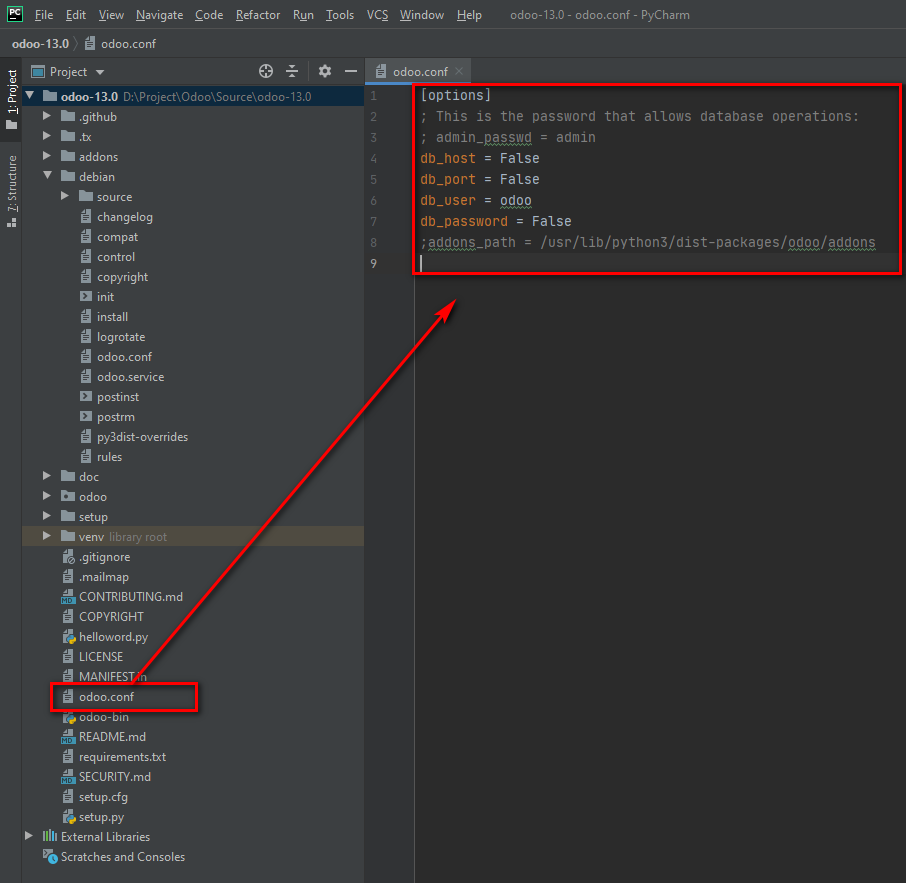 PC File Edit View Navigate Code Refactor Run Tools VCS Window Help odoo-13.0 - odoo.conf - PyCharm
odoo-13.0 odoo.conf
1: Project
7: Structure
Project
odoo-13.0 D:\Project\Odoo\Source\odoo-13.0
.github
.tx
addons
debian
source
changelog
compat
control
copyright
init
install
logrotate
odoo.conf
odoo.service
postinst
postrm
py3dist-overrides
rules
doc
odoo
setup
venv library root
.gitignore
.mailmap
CONTRIBUTING.md
COPYRIGHT
helloword.py
LICENSE
MANIFEST.in
odoo.conf
odoo-bin
README.md
requirements.txt
SECURITY.md
setup.cfg
setup.py
External Libraries
Scratches and Consoles
odoo.conf
1 [options]
2 ; This is the password that allows database operations:
3 ; admin_passwd = admin
4 db_host = False
5 db_port = False
6 db_user = odoo
7 db_password = False
8 ;addons_path = /usr/lib/python3/dist-packages/odoo/addons
9